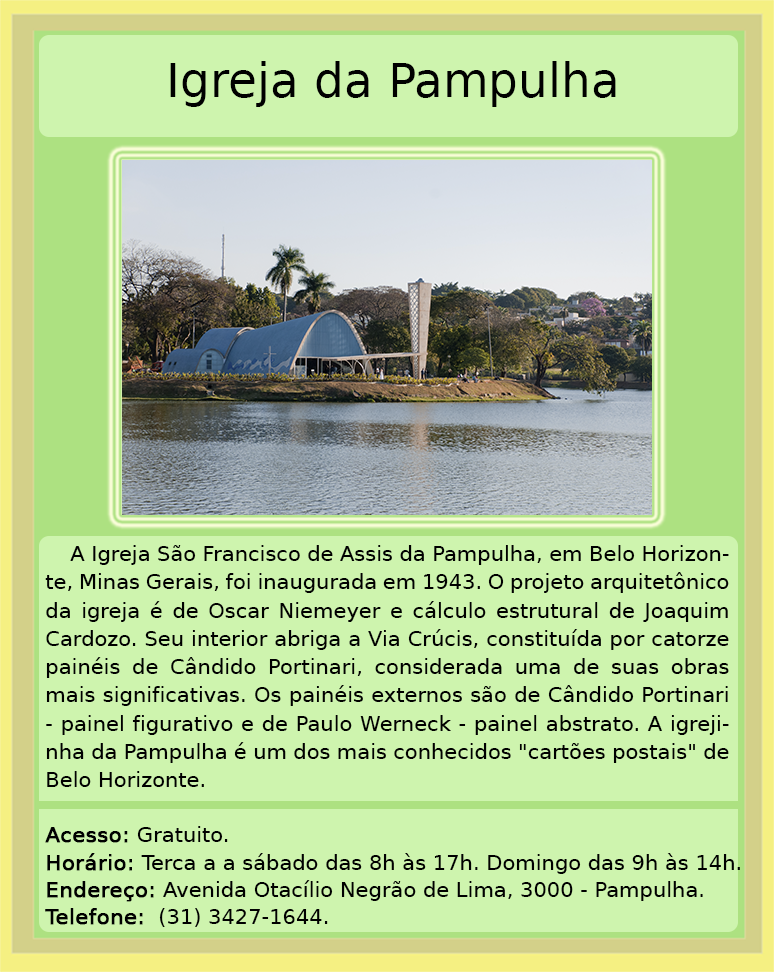 Igreja da Pampulha
A Igreja São Francisco de Assis da Pampulha, em Belo Horizon-
te, Minas Gerais, foi inaugurada em 1943. O projeto arquitetônico
da igreja é de Oscar Niemeyer e cálculo estrutural de Joaquim
Cardozo. Seu interior abriga a Via Crúcis, constituída por catorze
painéis de Cândido Portinari, considerada uma de suas obras
mais significativas. Os painéis externos são de Cândido Portinari
- painel figurativo e de Paulo Werneck - painel abstrato. A igreji-
nha da Pampulha é um dos mais conhecidos "cartões postais" de
Belo Horizonte.
Acesso: Gratuito.
Horário: Terca a a sábado das 8h às 17h. Domingo das 9h às 14h.
Endereço: Avenida Otacílio Negrão de Lima, 3000 - Pampulha.
Telefone: (31) 3427-1644.